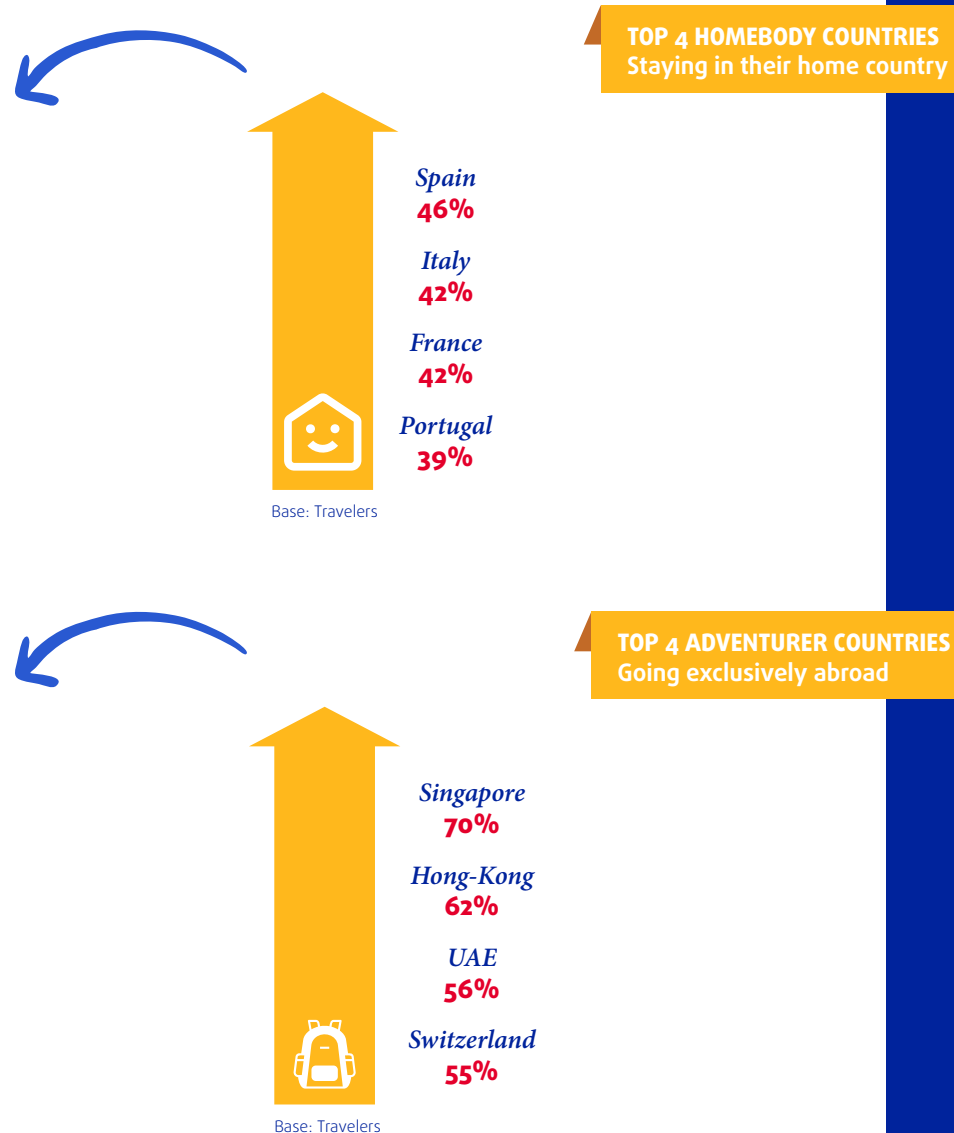 TOP 4 HOMEBODY COUNTRIES
Staying in their home country
Spain
46%
Italy
42%
France
42%
Portugal
39%
Base: Travelers
TOP 4 ADVENTURER COUNTRIES
Going exclusively abroad
Singapore
70%
Hong-Kong
62%
UAE
56%
Switzerland
55%
Base: Travelers